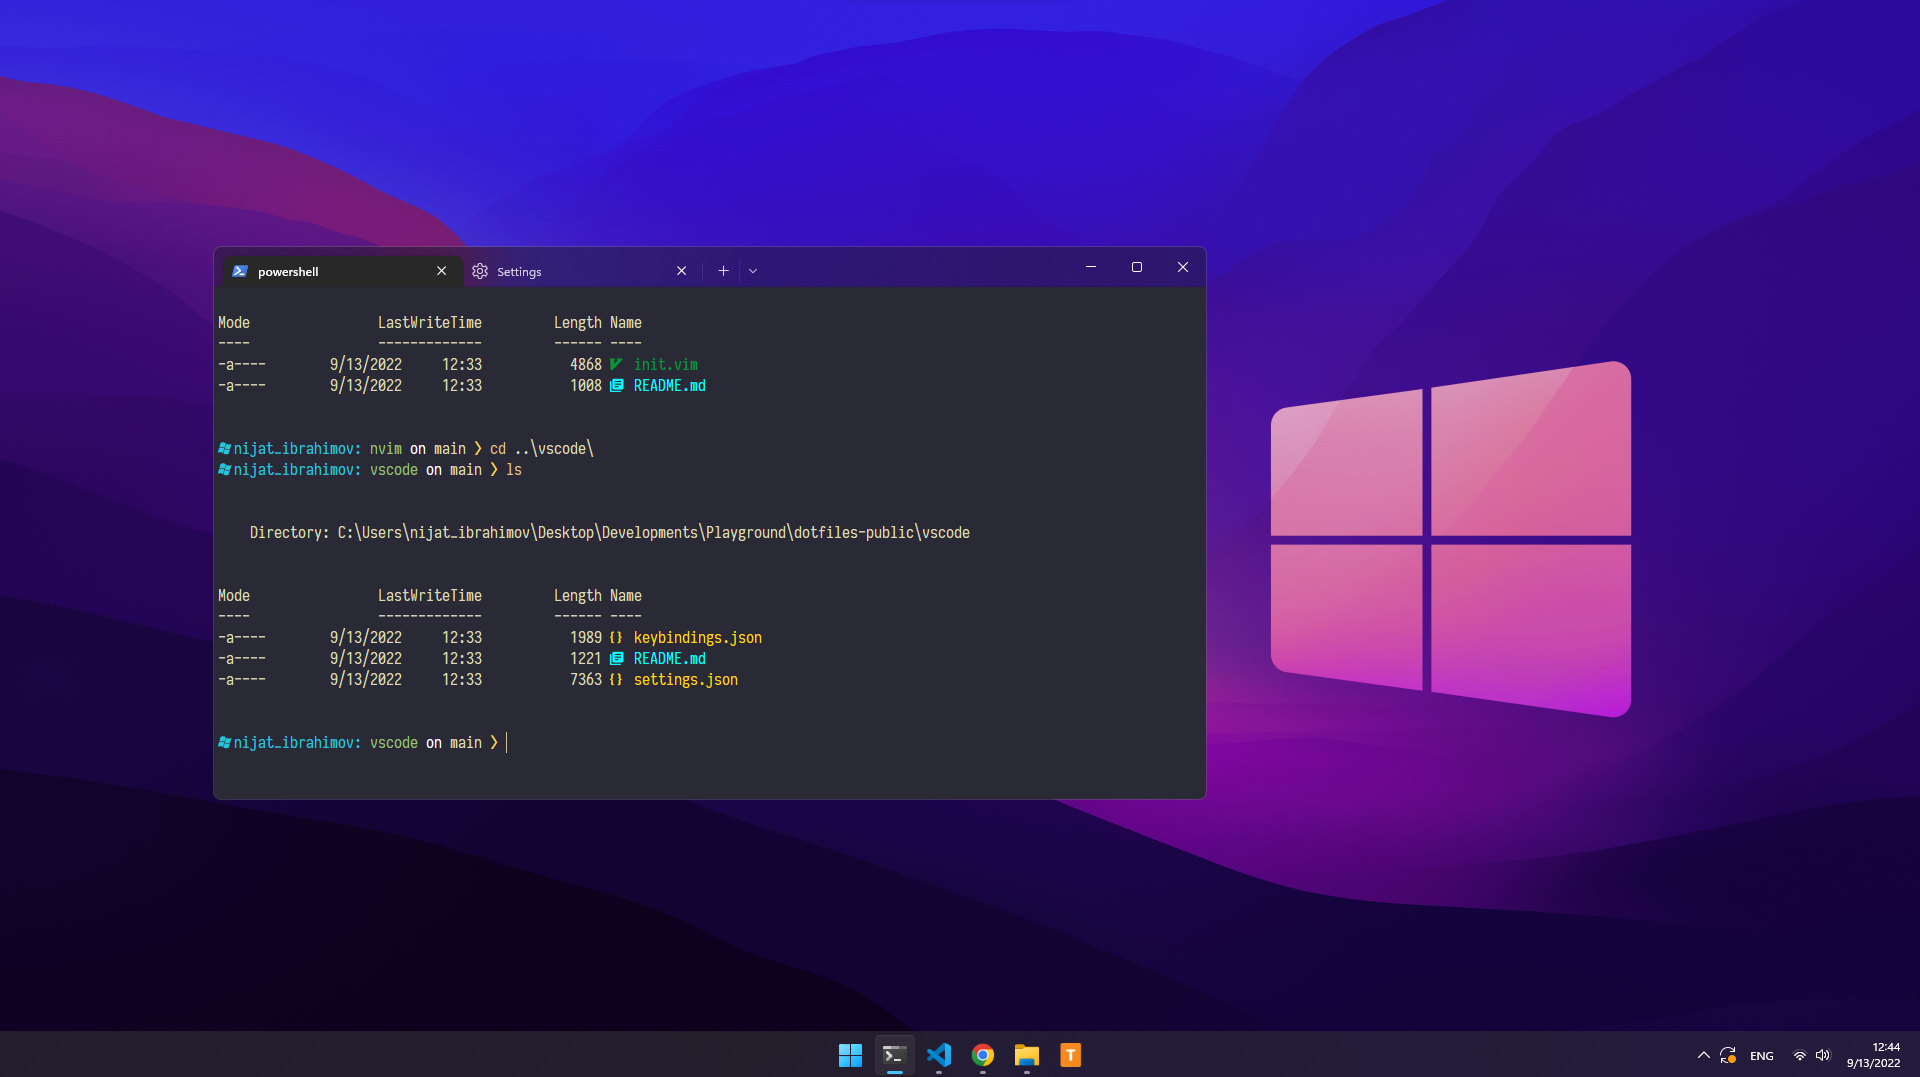 powershell
Settings
Mode LastWriteTime Length Name
---- ------------- ------ ----
-a---- 9/13/2022 12:33 4868 init.vim
-a---- 9/13/2022 12:33 1008 README.md
nijat_ibrahimov: nvim on main ❯ cd ..\vscode\
nijat_ibrahimov: vscode on main ❯ ls
Directory: C:\Users\nijat_ibrahimov\Desktop\Developments\Playground\dotfiles-public\vscode
Mode LastWriteTime Length Name
---- ------------- ------ ----
-a---- 9/13/2022 12:33 1989 {} keybindings.json
-a---- 9/13/2022 12:33 1221 README.md
-a---- 9/13/2022 12:33 7363 {} settings.json
nijat_ibrahimov: vscode on main ❯
T
ENG
12:44
9/13/2022